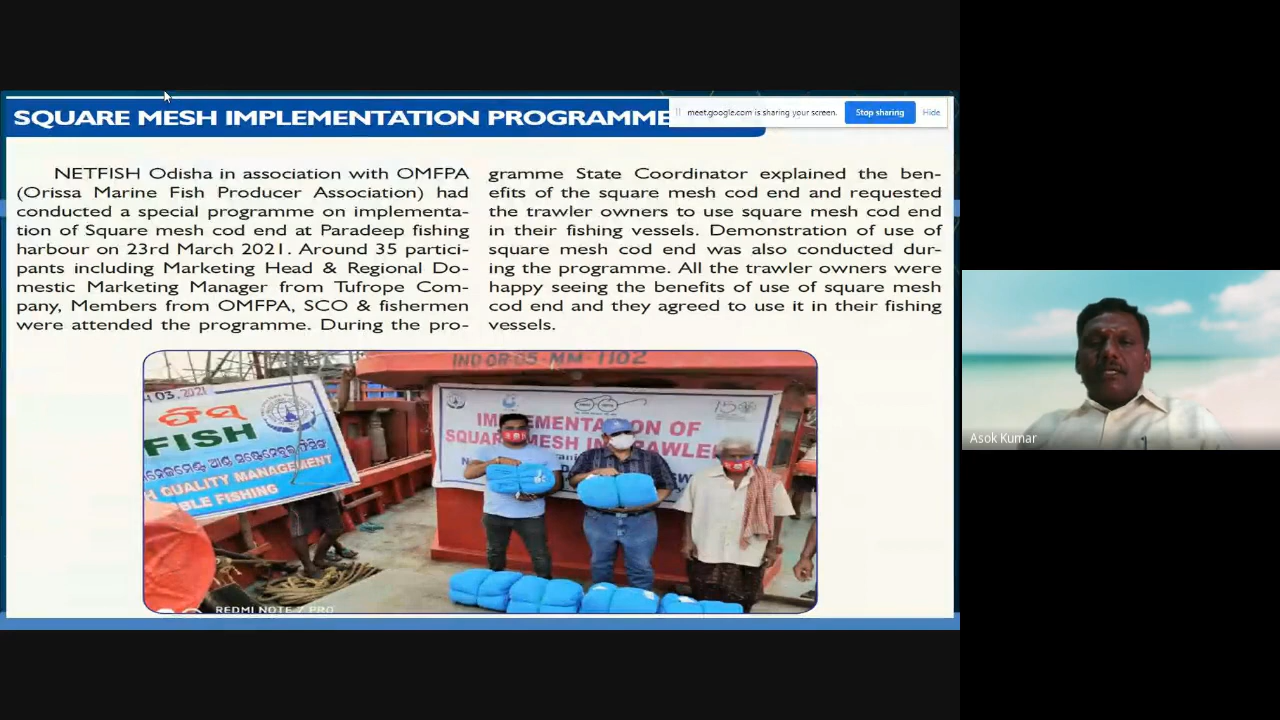 SQUARE MESH IMPLEMENTATION PROGRAMME
meet.google.com is sharing your screen.
Stop sharing
Hide
NETFISH Odisha in association with OMFPA
(Orissa Marine Fish Producer Association) had
conducted a special programme on implementa-
tion of Square mesh cod end at Paradeep fishing
harbour on 23rd March 2021. Around 35 partici-
pants including Marketing Head & Regional Do-
mestic Marketing Manager from Tufrope Com-
pany, Members from OMFPA, SCO & fishermen
were attended the programme. During the pro-
gramme State Coordinator explained the ben-
efits of the square mesh cod end and requested
the trawler owners to use square mesh cod end
in their fishing vessels. Demonstration of use of
square mesh cod end was also conducted dur-
ing the programme. All the trawler owners were
happy seeing the benefits of use of square mesh
cod end and they agreed to use it in their fishing
vessels.
IND OR 05 MM 1102
03.2021
ଫିସ୍
FISH
QUALITY MANAGEMENT
FISHING
IMPLEMENTATION OF
SQUARE MESH IN TRAWLER
REDMI NOTE 7 PRO
Asok Kumar